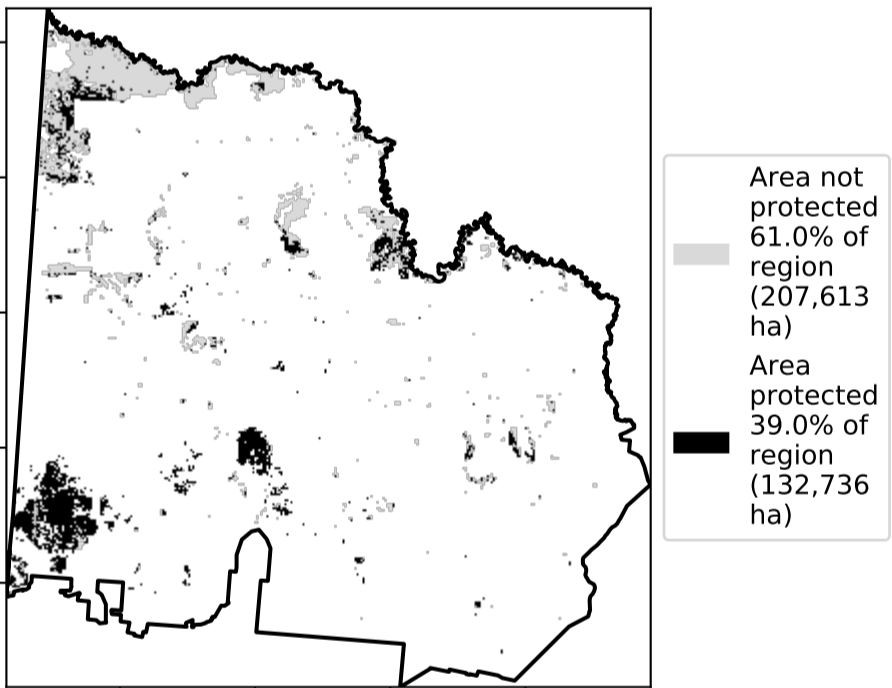 Area not
protected
61.0% of
region
(207,613
ha)
Area
protected
39.0% of
region
(132,736
ha)